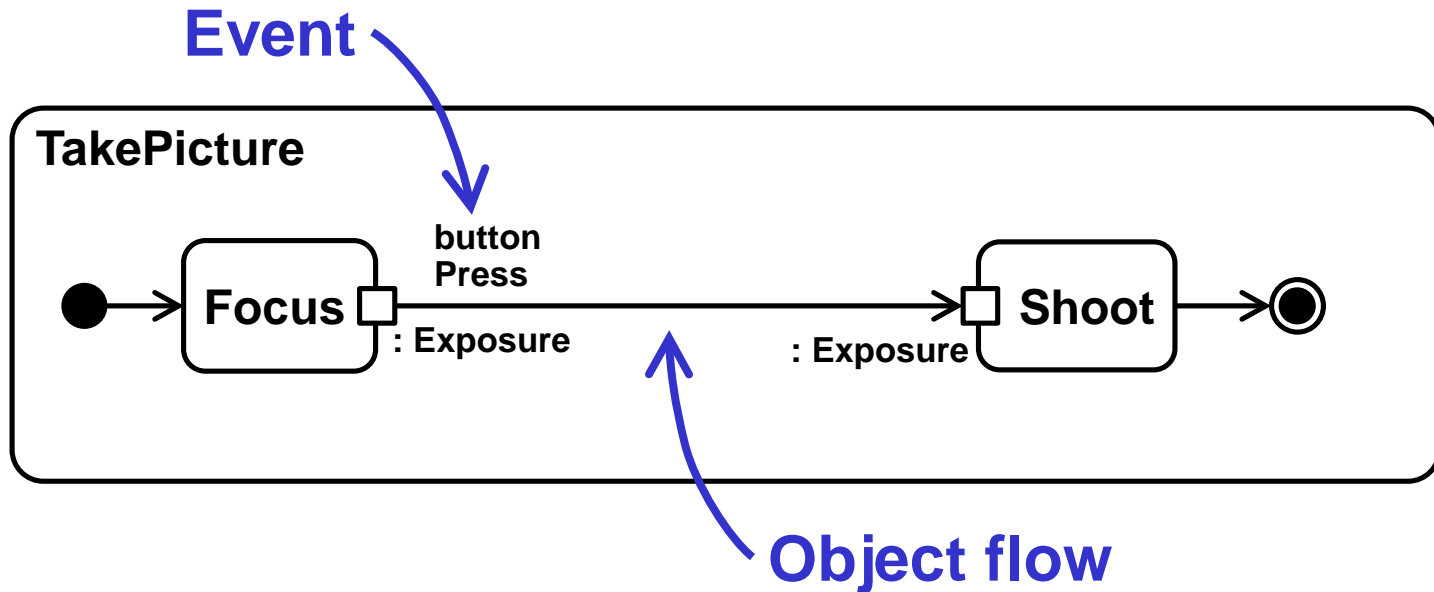 Event
TakePicture
button
Press
Focus
Shoot
: Exposure
: Exposure
Object flow